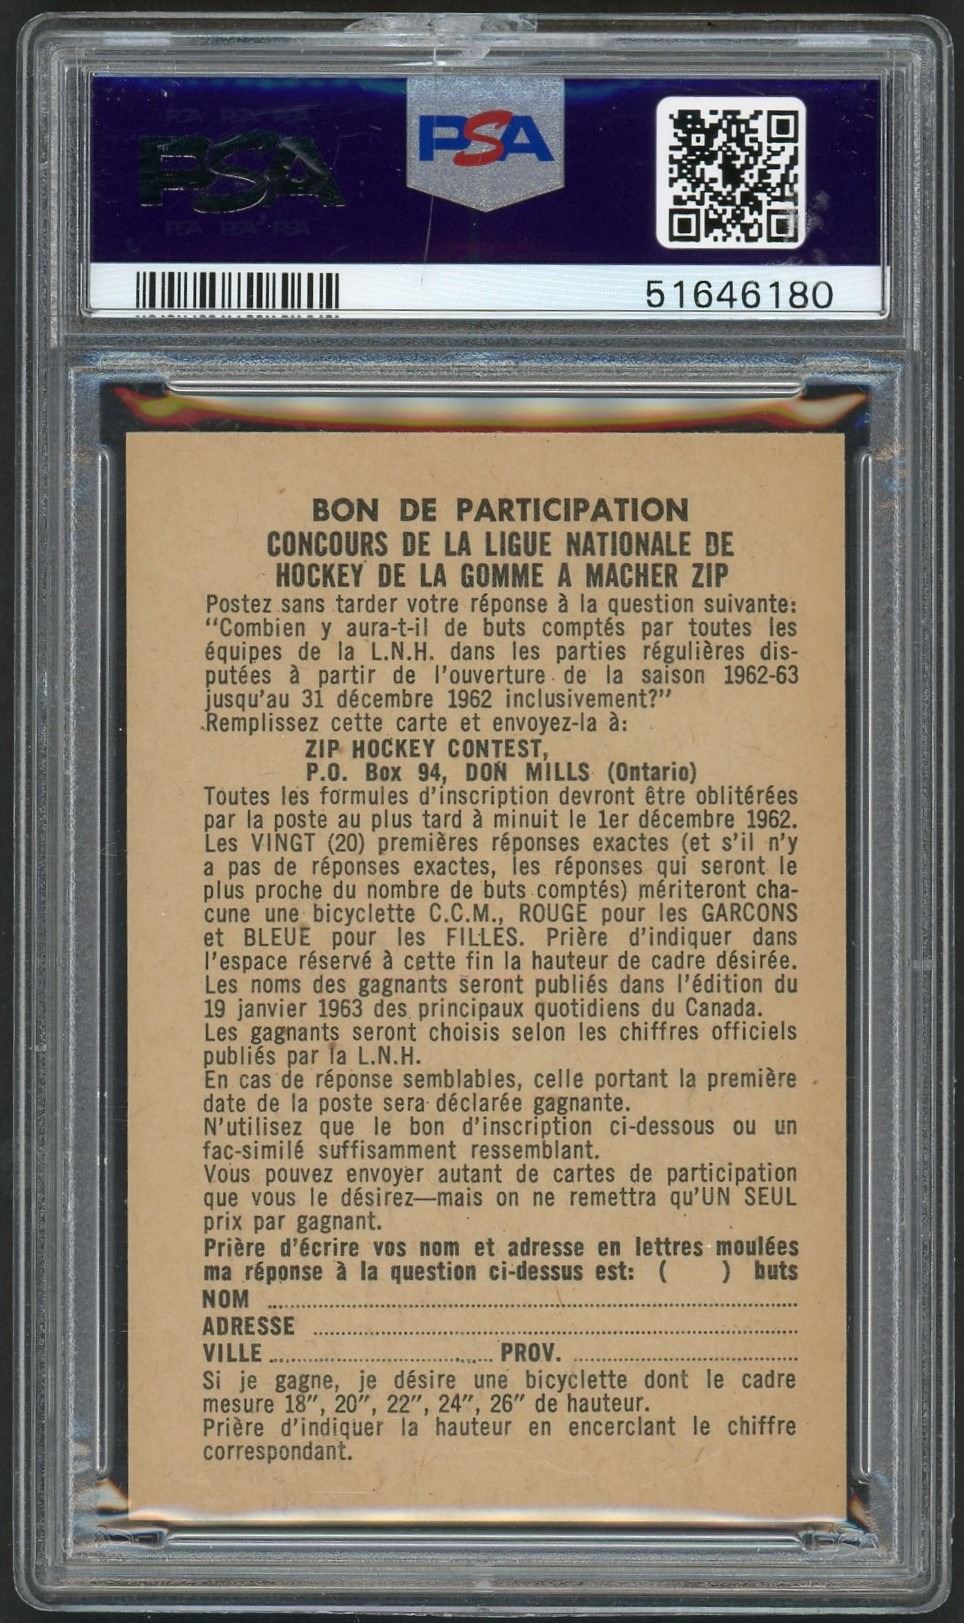 PSA
PSA
51646180
BON DE PARTICIPATION
CONCOURS DE LA LIGUE NATIONALE DE
HOCKEY DE LA GOMME A MACHER ZIP
Postez sans tarder votre réponse à la question suivante:
"Combien y aura-t-il de buts comptés par toutes les
équipes de la L.N.H. dans les parties régulières dis-
putées à partir de l'ouverture de la saison 1962-63
jusqu'au 31 décembre 1962 inclusivement?"
Remplissez cette carte et envoyez-la à:
ZIP HOCKEY CONTEST,
P.O. Box 94, DON MILLS (Ontario)
Toutes les formules d'inscription devront être oblitérées
par la poste au plus tard à minuit le 1er décembre 1962.
Les VINGT (20) premières réponses exactes (et s'il n'y
a pas de réponses exactes, les réponses qui seront le
plus proche du nombre de buts comptés) mériteront cha-
cune une bicyclette C.C.M., ROUGE pour les GARCONS
et BLEUE pour les FILLES. Prière d'indiquer dans
l'espace réservé à cette fin la hauteur de cadre désirée.
Les noms des gagnants seront publiés dans l'édition du
19 janvier 1963 des principaux quotidiens du Canada.
Les gagnants seront choisis selon les chiffres officiels
publiés par la L.N.H.
En cas de réponse semblables, celle portant la première
date de la poste sera déclarée gagnante.
N'utilisez que le bon d'inscription ci-dessous ou un
fac-similé suffisamment ressemblant.
Vous pouvez envoyer autant de cartes de participation
que vous le désirez—mais on ne remettra qu'UN SEUL
prix par gagnant.
Prière d'écrire vos nom et adresse en lettres moulées
ma réponse à la question ci-dessus est: (   ) buts
NOM ..........
ADRESSE ..........
VILLE .......... PROV. ..........
Si je gagne, je désire une bicyclette dont le cadre
mesure 18", 20", 22", 24", 26" de hauteur.
Prière d'indiquer la hauteur en encerclant le chiffre
correspondant.